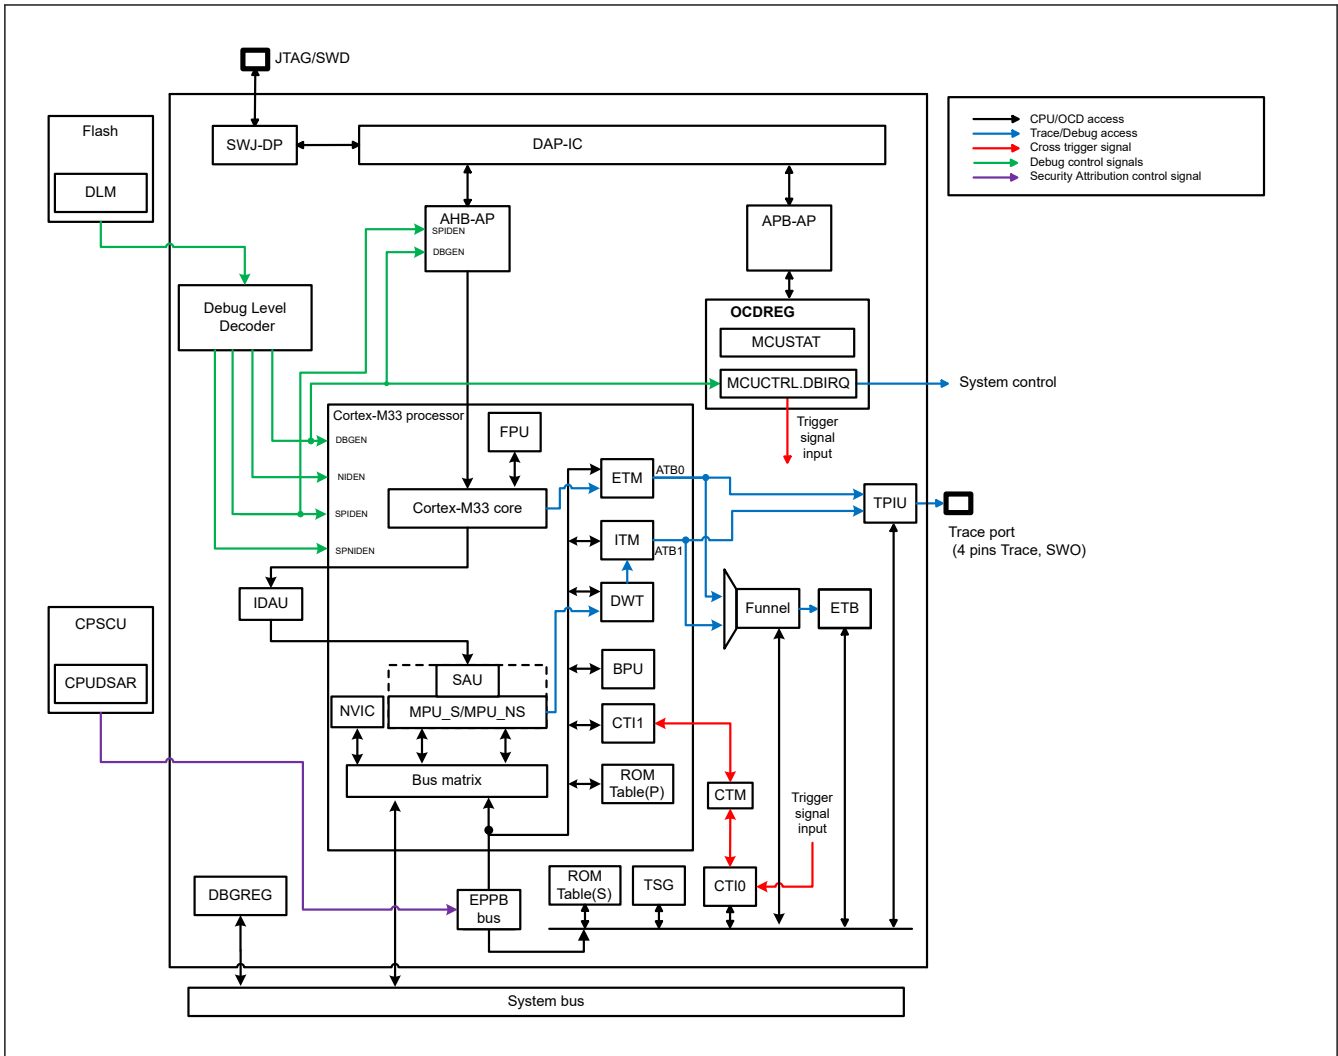 JTAG/SWD
Flash
DLM
SWJ-DP
DAP-IC
CPU/OCD access
Trace/Debug access
Cross trigger signal
Debug control signals
Security Attribution control signal
AHB-AP
SPIDEN
DBGEN
APB-AP
Debug Level
Decoder
OCDREG
MCUSTAT
MCUCTRL.DBIRQ
System control
Trigger
signal
input
Cortex-M33 processor
DBGEN
NIDEN
SPIDEN
SPNIDEN
FPU
Cortex-M33 core
ETM
ATB0
ITM
ATB1
DWT
TPIU
Trace port
(4 pins Trace, SWO)
Funnel
ETB
IDAU
CPSCU
CPUDSAR
SAU
MPU_S/MPU_NS
NVIC
Bus matrix
BPU
CTI1
ROM
Table(P)
CTM
Trigger
signal
input
DBGREG
EPPB
bus
ROM
Table(S)
TSG
CTI0
System bus